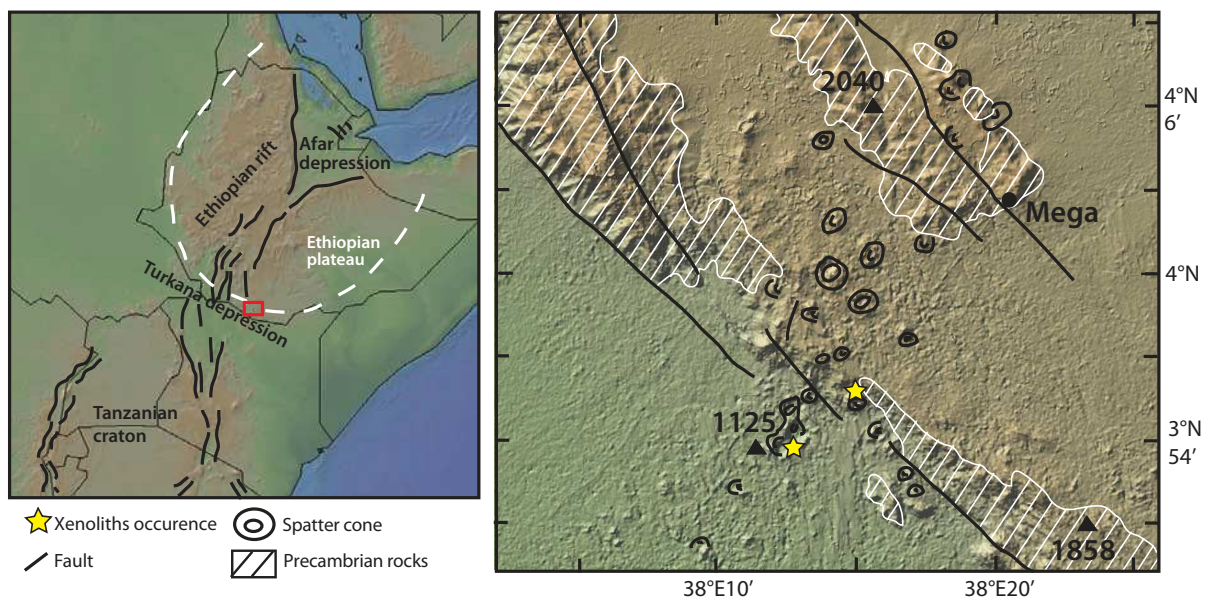 Afar
depression
Ethiopian rift
Ethiopian
plateau
Turkana depression
Tanzanian
craton
Xenoliths occurence
Spatter cone
Fault
Precambrian rocks
2040
Mega
1125
1858
4°N
6′
4°N
3°N
54′
38°E10′
38°E20′